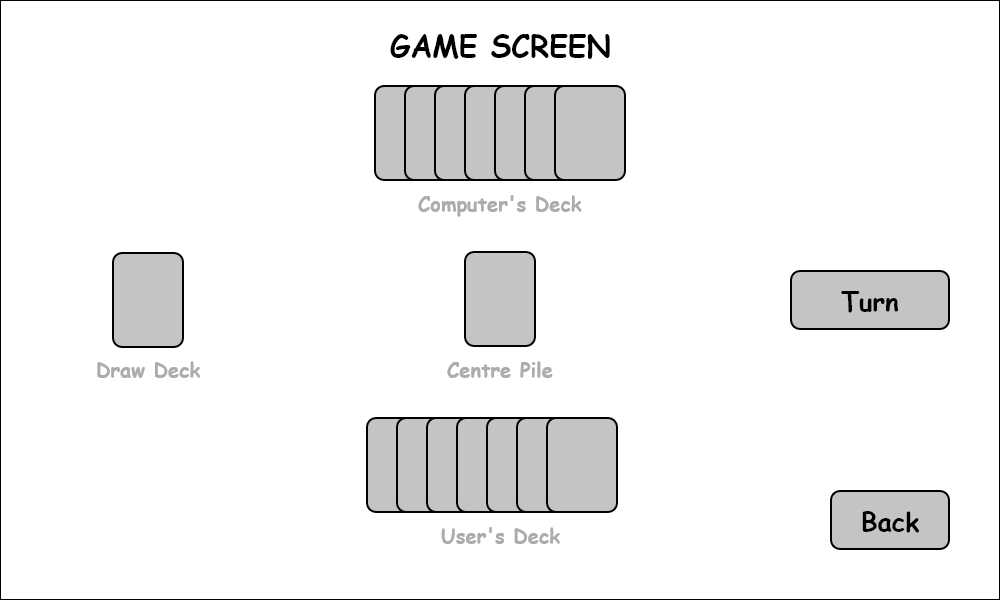 GAME SCREEN
Computer's Deck
Draw Deck
Centre Pile
Turn
User's Deck
Back